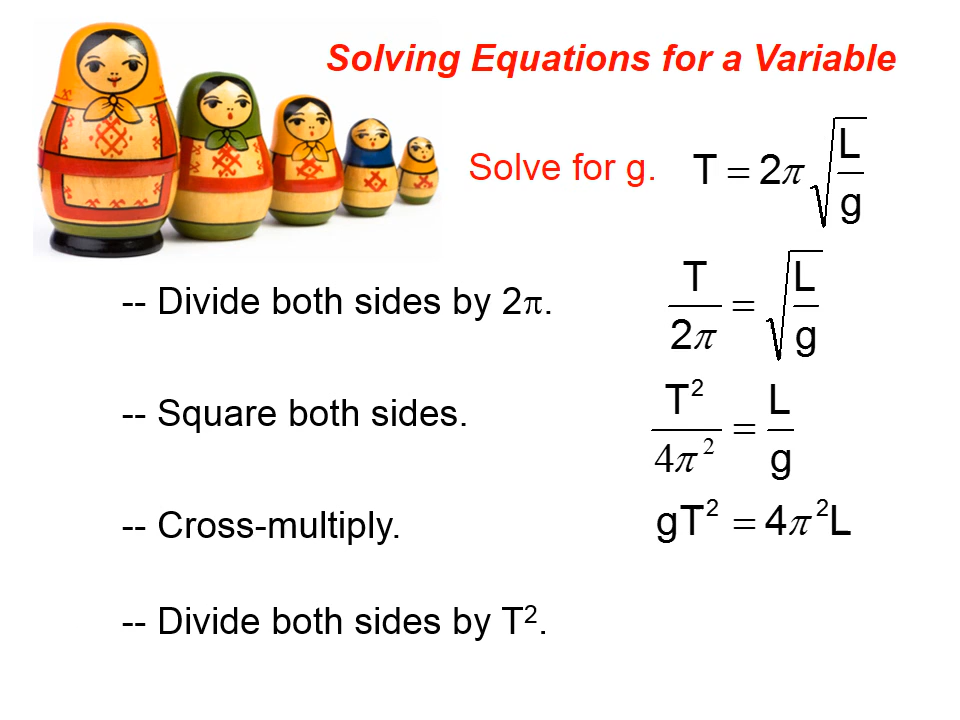 Solving Equations for a Variable
Solve for g. T = 2π √(L/g)
-- Divide both sides by 2π. T/2π = √(L/g)
-- Square both sides. T²/4π² = L/g
-- Cross-multiply. gT² = 4π²L
-- Divide both sides by T².